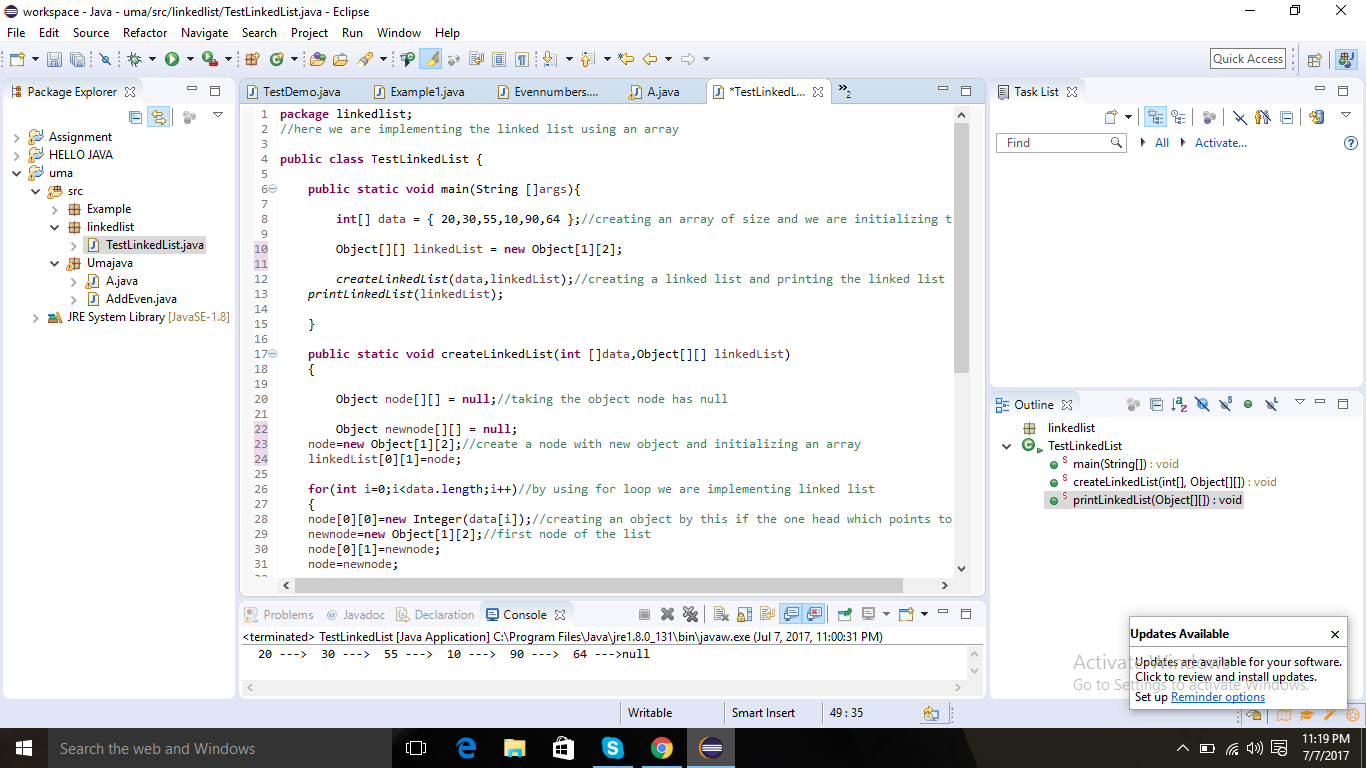 workspace - Java - uma/src/linkedlist/TestLinkedList.java - Eclipse
File Edit Source Refactor Navigate Search Project Run Window Help
Quick Access
Package Explorer
Assignment
HELLO JAVA
uma
src
Example
linkedlist
TestLinkedList.java
Umajava
A.java
AddEven.java
JRE System Library [JavaSE-1.8]
TestDemo.java Example1.java Evennumbers.... A.java *TestLinkedL... »2
1 package linkedlist;
2 //here we are implementing the linked list using an array
3
4 public class TestLinkedList {
5
6 public static void main(String []args){
7
8 int[] data = { 20,30,55,10,90,64 };//creating an array of size and we are initializing t
9
10 Object[][] linkedList = new Object[1][2];
11
12 createLinkedList(data,linkedList);//creating a linked list and printing the linked list
13 printLinkedList(linkedList);
14
15 }
16
17 public static void createLinkedList(int []data,Object[][] linkedList)
18 {
19
20 Object node[][] = null;//taking the object node has null
21
22 Object newnode[][] = null;
23 node=new Object[1][2];//create a node with new object and initializing an array
24 linkedList[0][1]=node;
25
26 for(int i=0;i<data.length;i++)//by using for loop we are implementing linked list
27 {
28 node[0][0]=new Integer(data[i]);//creating an object by this if the one head which points to
29 newnode=new Object[1][2];//first node of the list
30 node[0][1]=newnode;
31 node=newnode;
Problems @ Javadoc Declaration Console
<terminated> TestLinkedList [Java Application] C:\Program Files\Java\jre1.8.0_131\bin\javaw.exe (Jul 7, 2017, 11:00:31 PM)
20 ---> 30 ---> 55 ---> 10 ---> 90 ---> 64 --->null
Task List
Find All Activate...
Outline
linkedlist
TestLinkedList
main(String[]) : void
createLinkedList(int[], Object[][]) : void
printLinkedList(Object[][]) : void
Updates Available
Updates are available for your software.
Click to review and install updates.
Set up Reminder options
Activate Windows
Go to Settings to activate Windows.
Writable Smart Insert 49 : 35
Search the web and Windows
11:19 PM
7/7/2017